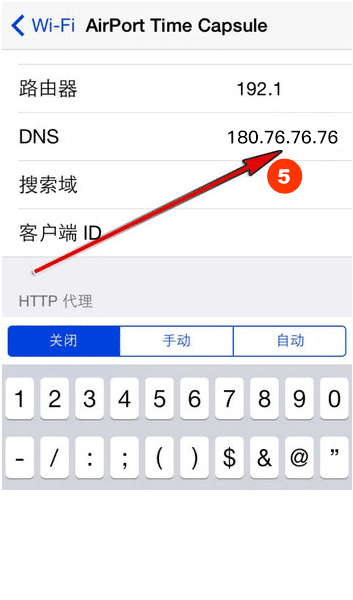 Wi-Fi AirPort Time Capsule
路由器 192.1
DNS 180.76.76.76
搜索域 5
客户端 ID
HTTP 代理
关闭 手动 自动
1 2 3 4 5 6 7 8 9 0
- / : ; ( ) $ & @ ”